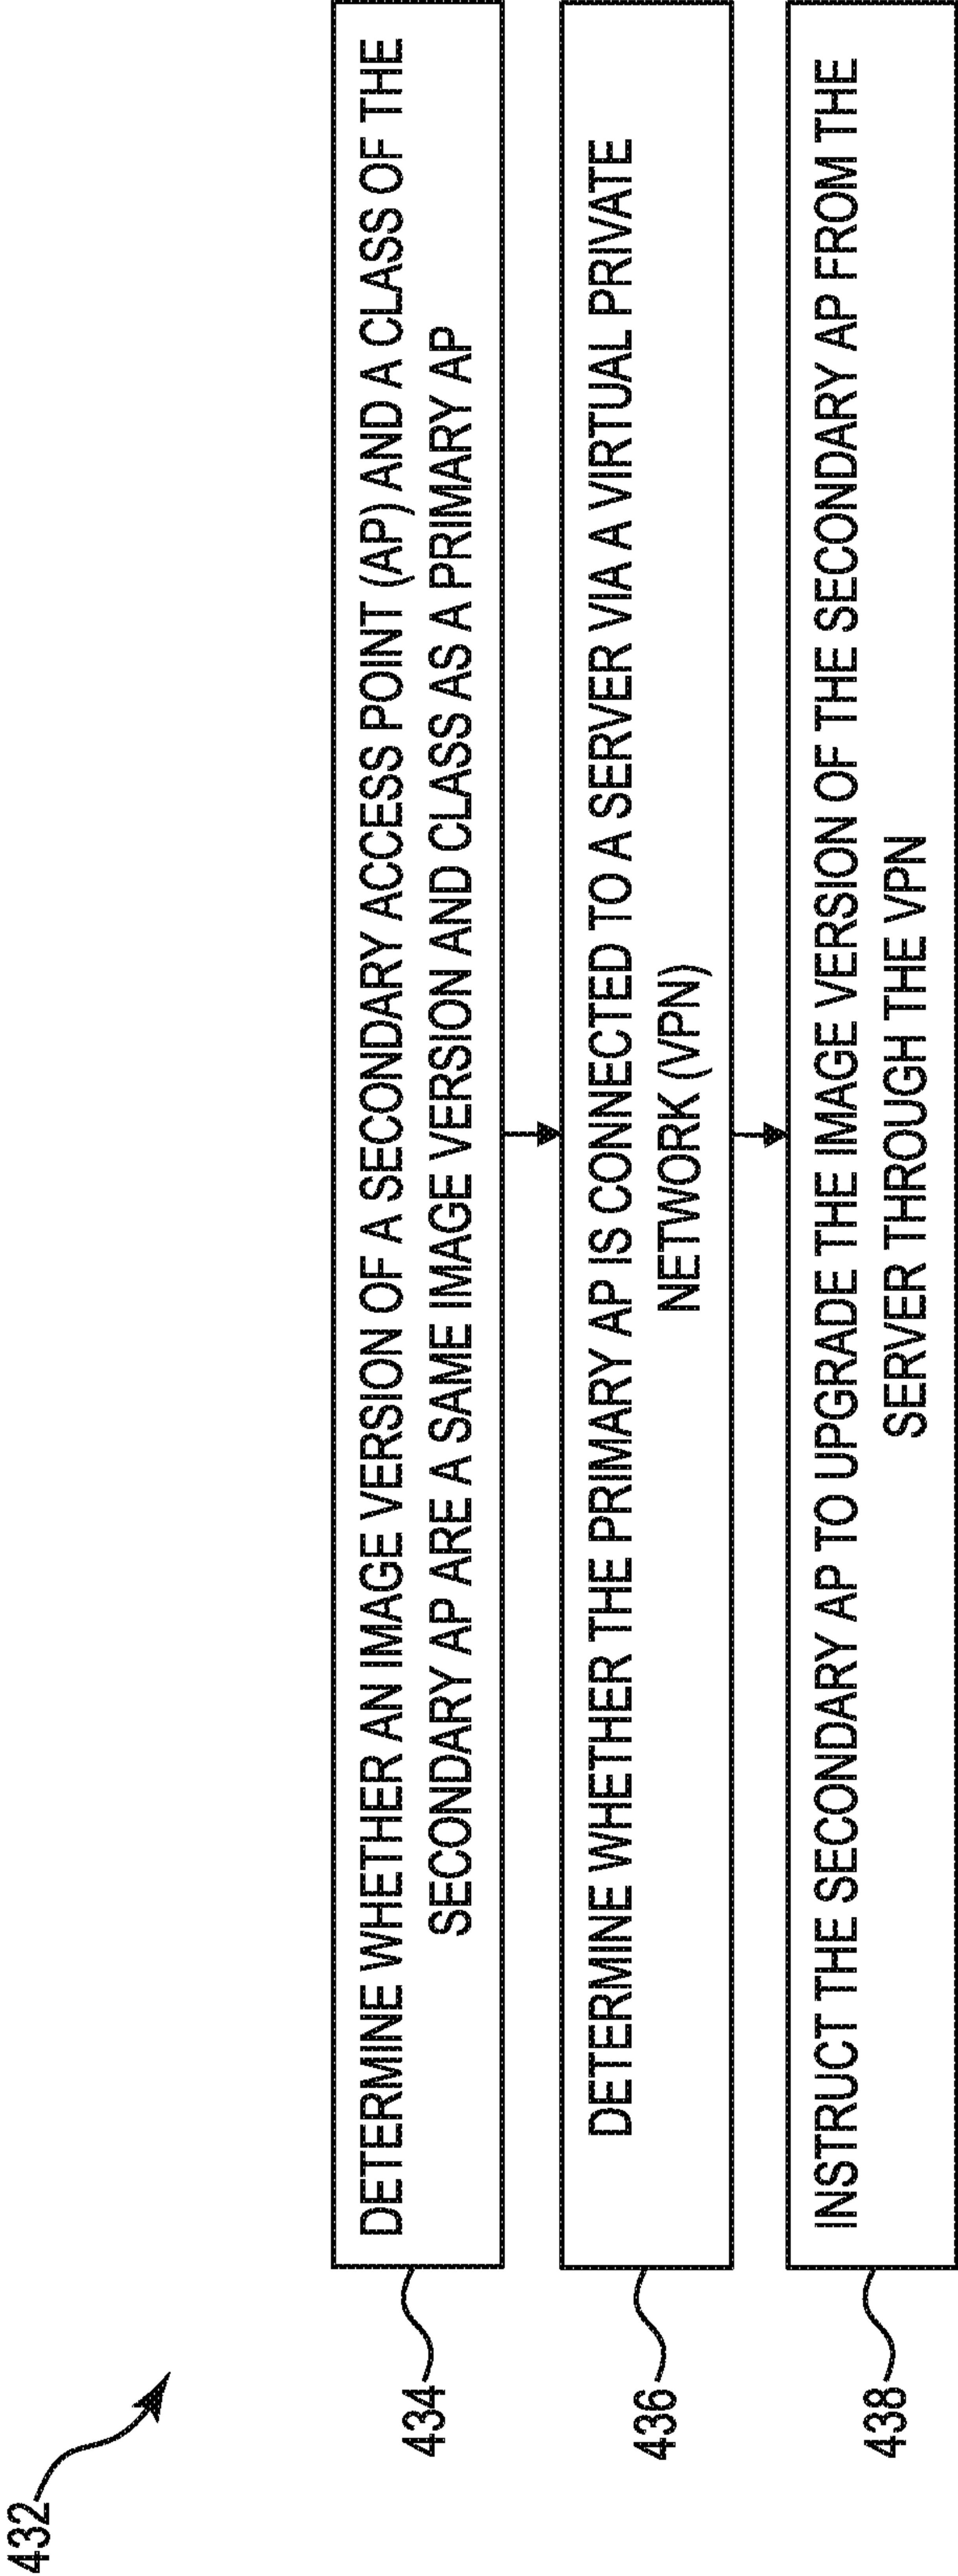 432
434
DETERMINE WHETHER AN IMAGE VERSION OF A SECONDARY ACCESS POINT (AP) AND A CLASS OF THE
SECONDARY AP ARE A SAME IMAGE VERSION AND CLASS AS A PRIMARY AP
436
DETERMINE WHETHER THE PRIMARY AP IS CONNECTED TO A SERVER VIA A VIRTUAL PRIVATE
NETWORK (VPN)
438
INSTRUCT THE SECONDARY AP TO UPGRADE THE IMAGE VERSION OF THE SECONDARY AP FROM THE
SERVER THROUGH THE VPN